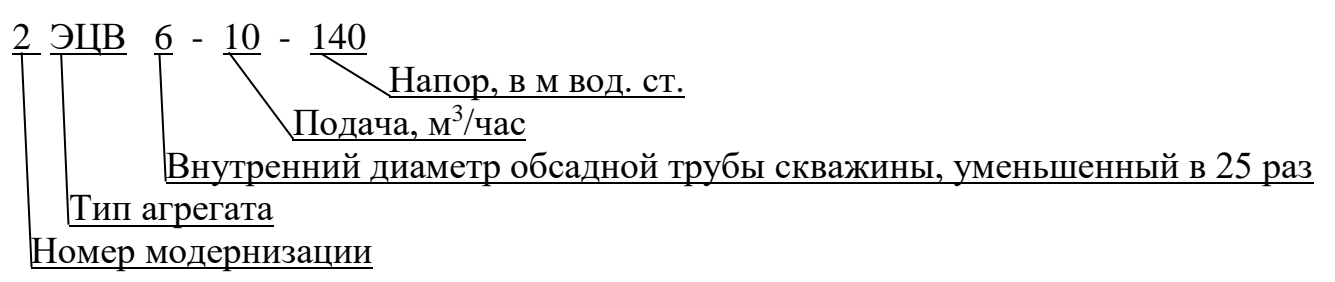 2 ЭЦВ 6 - 10 - 140
Напор, в м вод. ст.
Подача, м³/час
Внутренний диаметр обсадной трубы скважины, уменьшенный в 25 раз
Тип агрегата
Номер модернизации